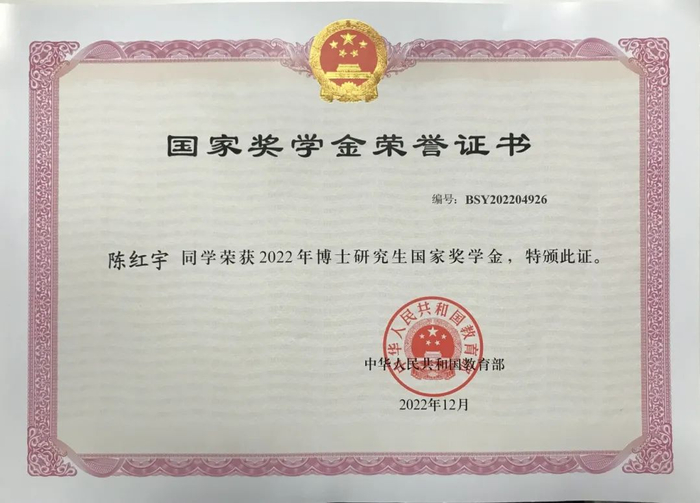 国家奖学金荣誉证书
编号：BSY202204926
陈红宇 同学荣获2022年博士研究生国家奖学金，特颁此证。
中华人民共和国教育部
中华人民共和国教育部
2022年12月